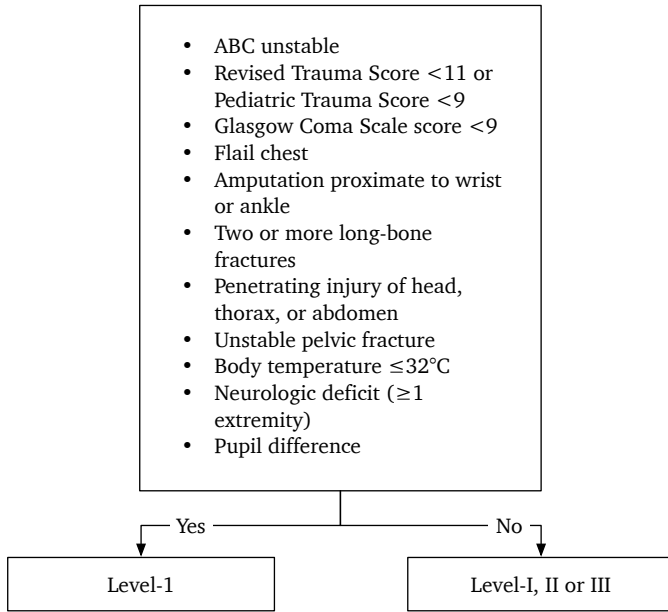 • ABC unstable
• Revised Trauma Score <11 or
Pediatric Trauma Score <9
• Glasgow Coma Scale score <9
• Flail chest
• Amputation proximate to wrist
or ankle
• Two or more long-bone
fractures
• Penetrating injury of head,
thorax, or abdomen
• Unstable pelvic fracture
• Body temperature ≤32°C
• Neurologic deficit (≥1
extremity)
• Pupil difference
Yes
No
Level-1
Level-I, II or III